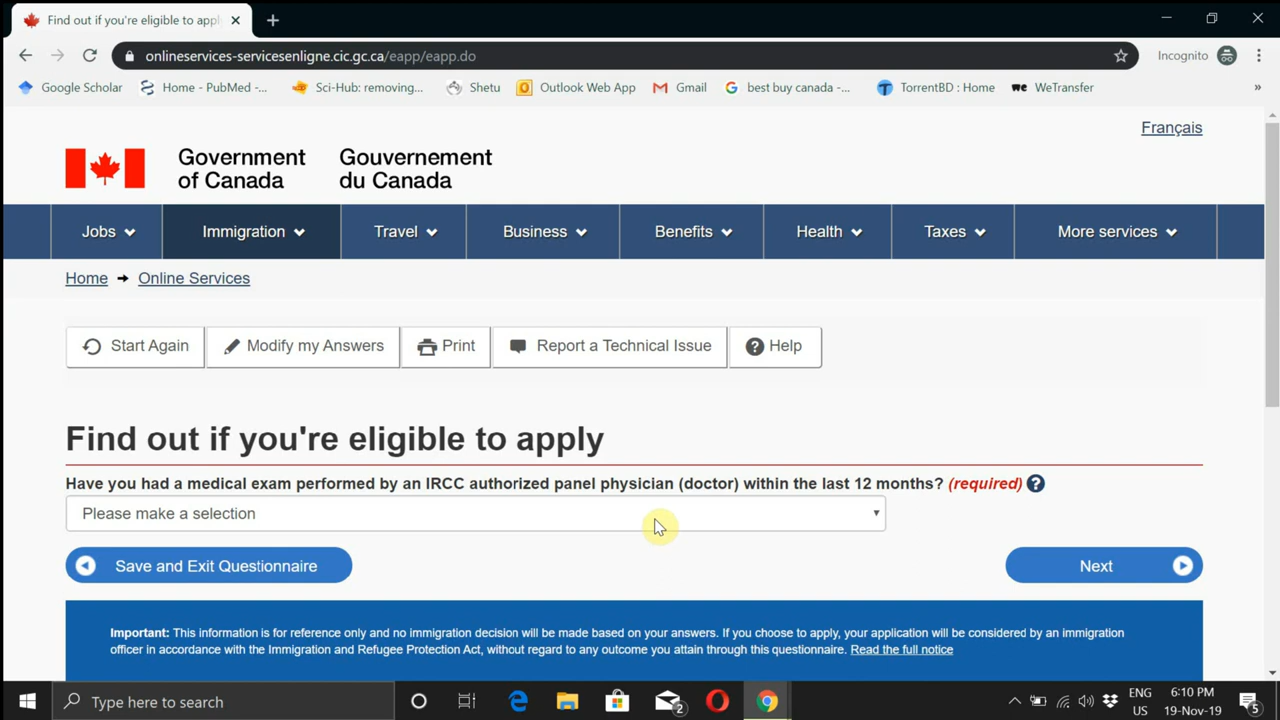 Find out if you're eligible to appl
onlineservices-servicesenligne.cic.gc.ca/eapp/eapp.do
Incognito
Google Scholar
Home - PubMed -...
Sci-Hub: removing...
Shetu
Outlook Web App
Gmail
best buy canada -...
TorrentBD : Home
WeTransfer
»
Français
Government
of Canada
Gouvernement
du Canada
Jobs
Immigration
Travel
Business
Benefits
Health
Taxes
More services
Home
Online Services
Start Again
Modify my Answers
Print
Report a Technical Issue
Help
Find out if you're eligible to apply
Have you had a medical exam performed by an IRCC authorized panel physician (doctor) within the last 12 months? (required)
Please make a selection
Save and Exit Questionnaire
Next
Important: This information is for reference only and no immigration decision will be made based on your answers. If you choose to apply, your application will be considered by an immigration
officer in accordance with the Immigration and Refugee Protection Act, without regard to any outcome you attain through this questionnaire. Read the full notice
Type here to search
2
ENG
US
6:10 PM
19-Nov-19
5